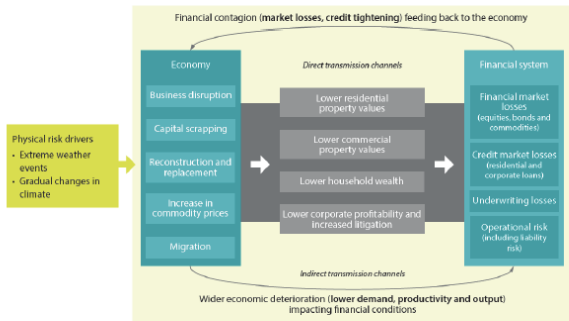 Financial contagion (market losses, credit tightening) feeding back to the economy
Economy
Direct transmission channels
Financial system
Physical risk drivers
• Extreme weather
events
• Gradual changes in
climate
Business disruption
Capital scrapping
Reconstruction and
replacement
Increase in
commodity prices
Migration
Lower residential
property values
Lower commercial
property values
Lower household wealth
Lower corporate profitability and
increased litigation
Financial market
losses
(equities, bonds and
commodities)
Credit market losses
(residential and
corporate loans)
Underwriting losses
Operational risk
(including liability
risk)
Indirect transmission channels
Wider economic deterioration (lower demand, productivity and output)
impacting financial conditions